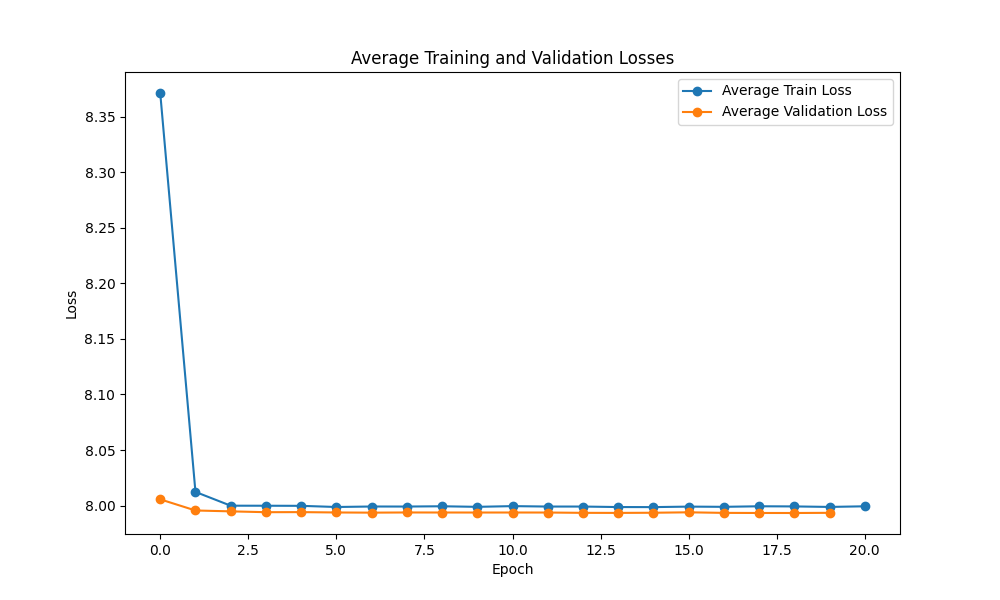 Average Training and Validation Losses
Average Train Loss
Average Validation Loss
8.35
8.30
8.25
8.20
8.15
8.10
8.05
8.00
Loss
0.0 2.5 5.0 7.5 10.0 12.5 15.0 17.5 20.0
Epoch